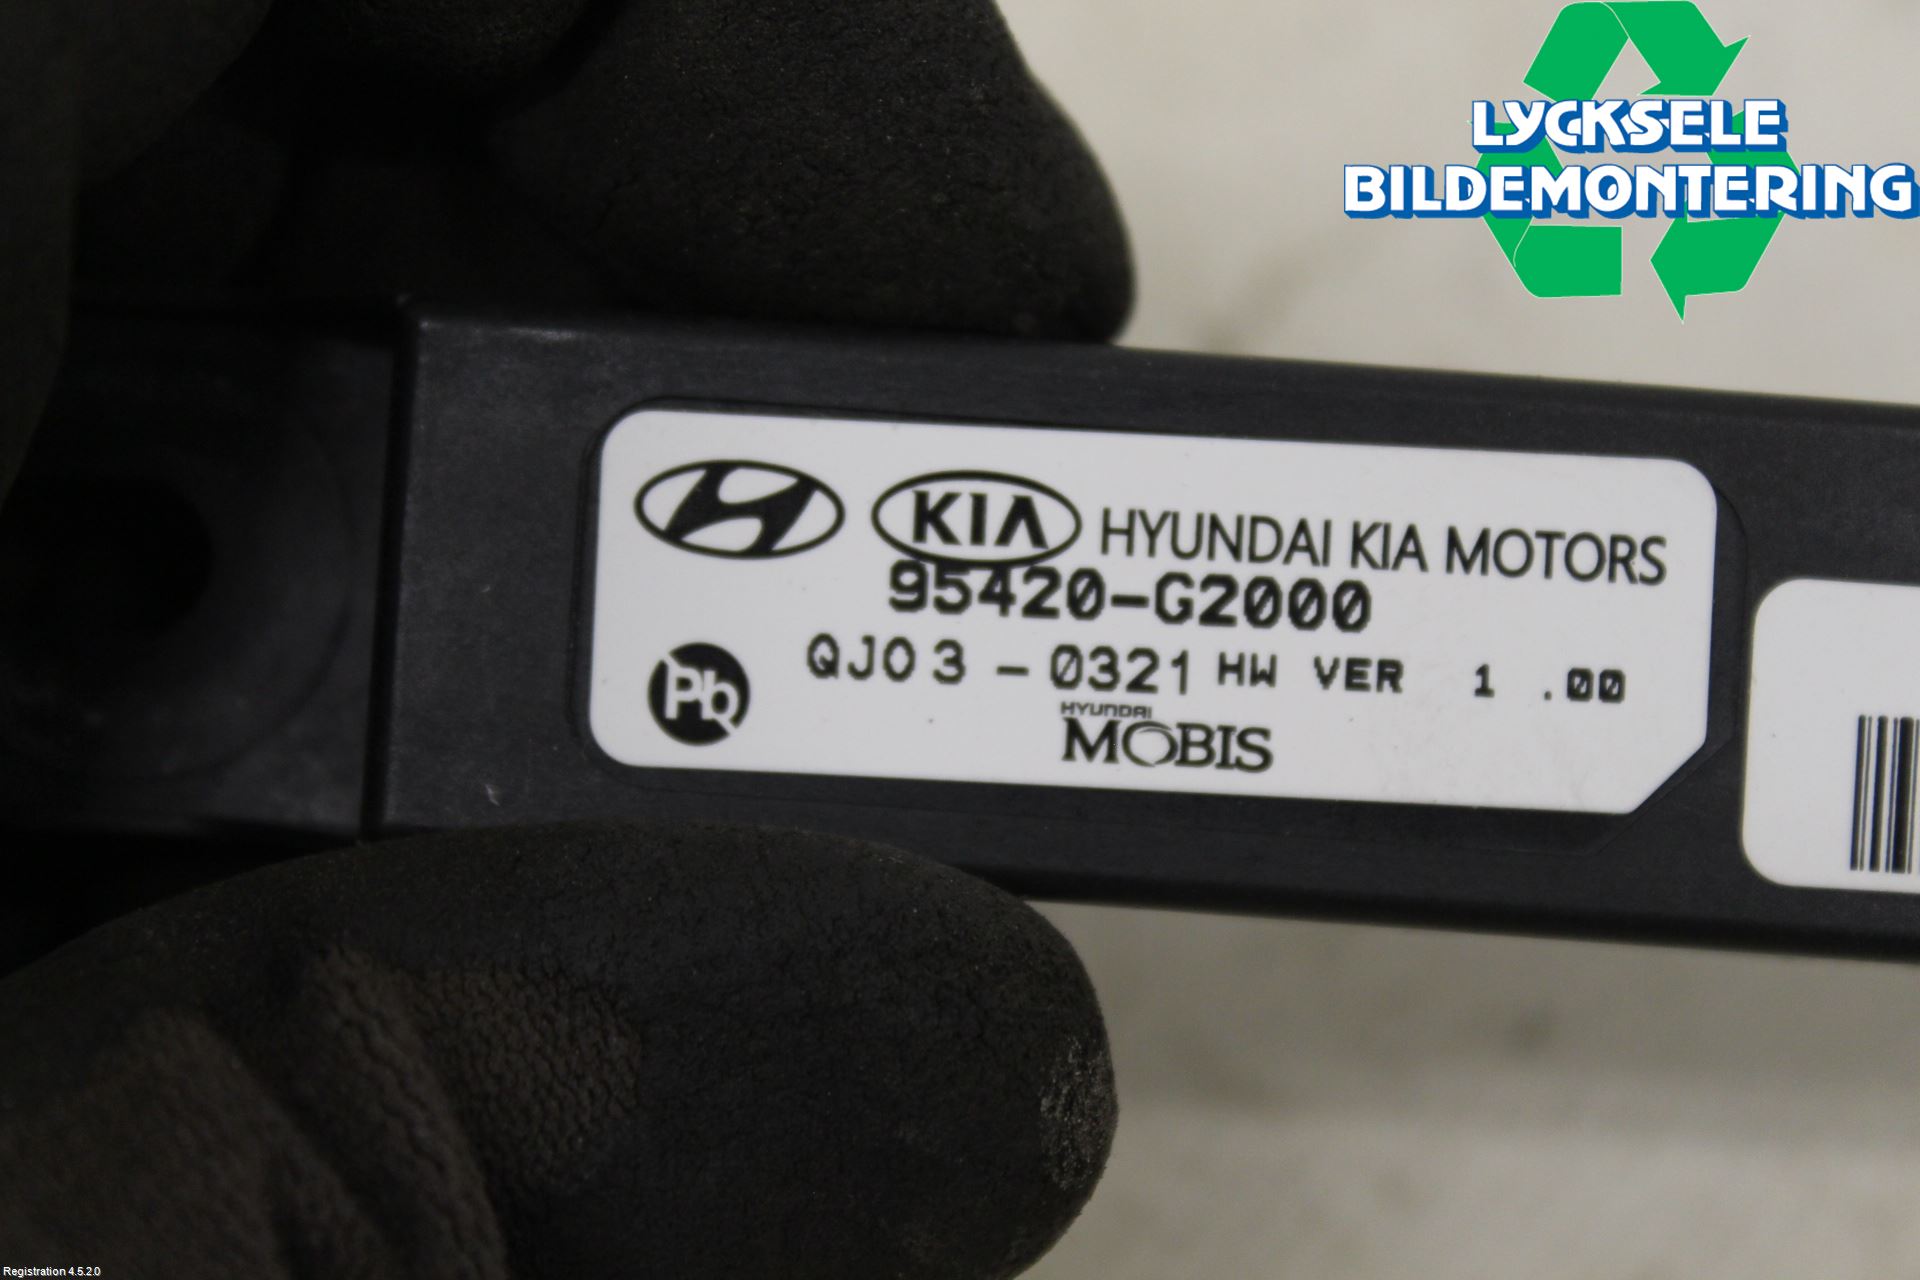 LYCKSELE
BILDEMONTERING
KIA HYUNDAI KIA MOTORS
95420-G2000
Pb QJ03-0321 HW VER 1.00
HYUNDAI
MOBIS
Registration 4.5.2.0